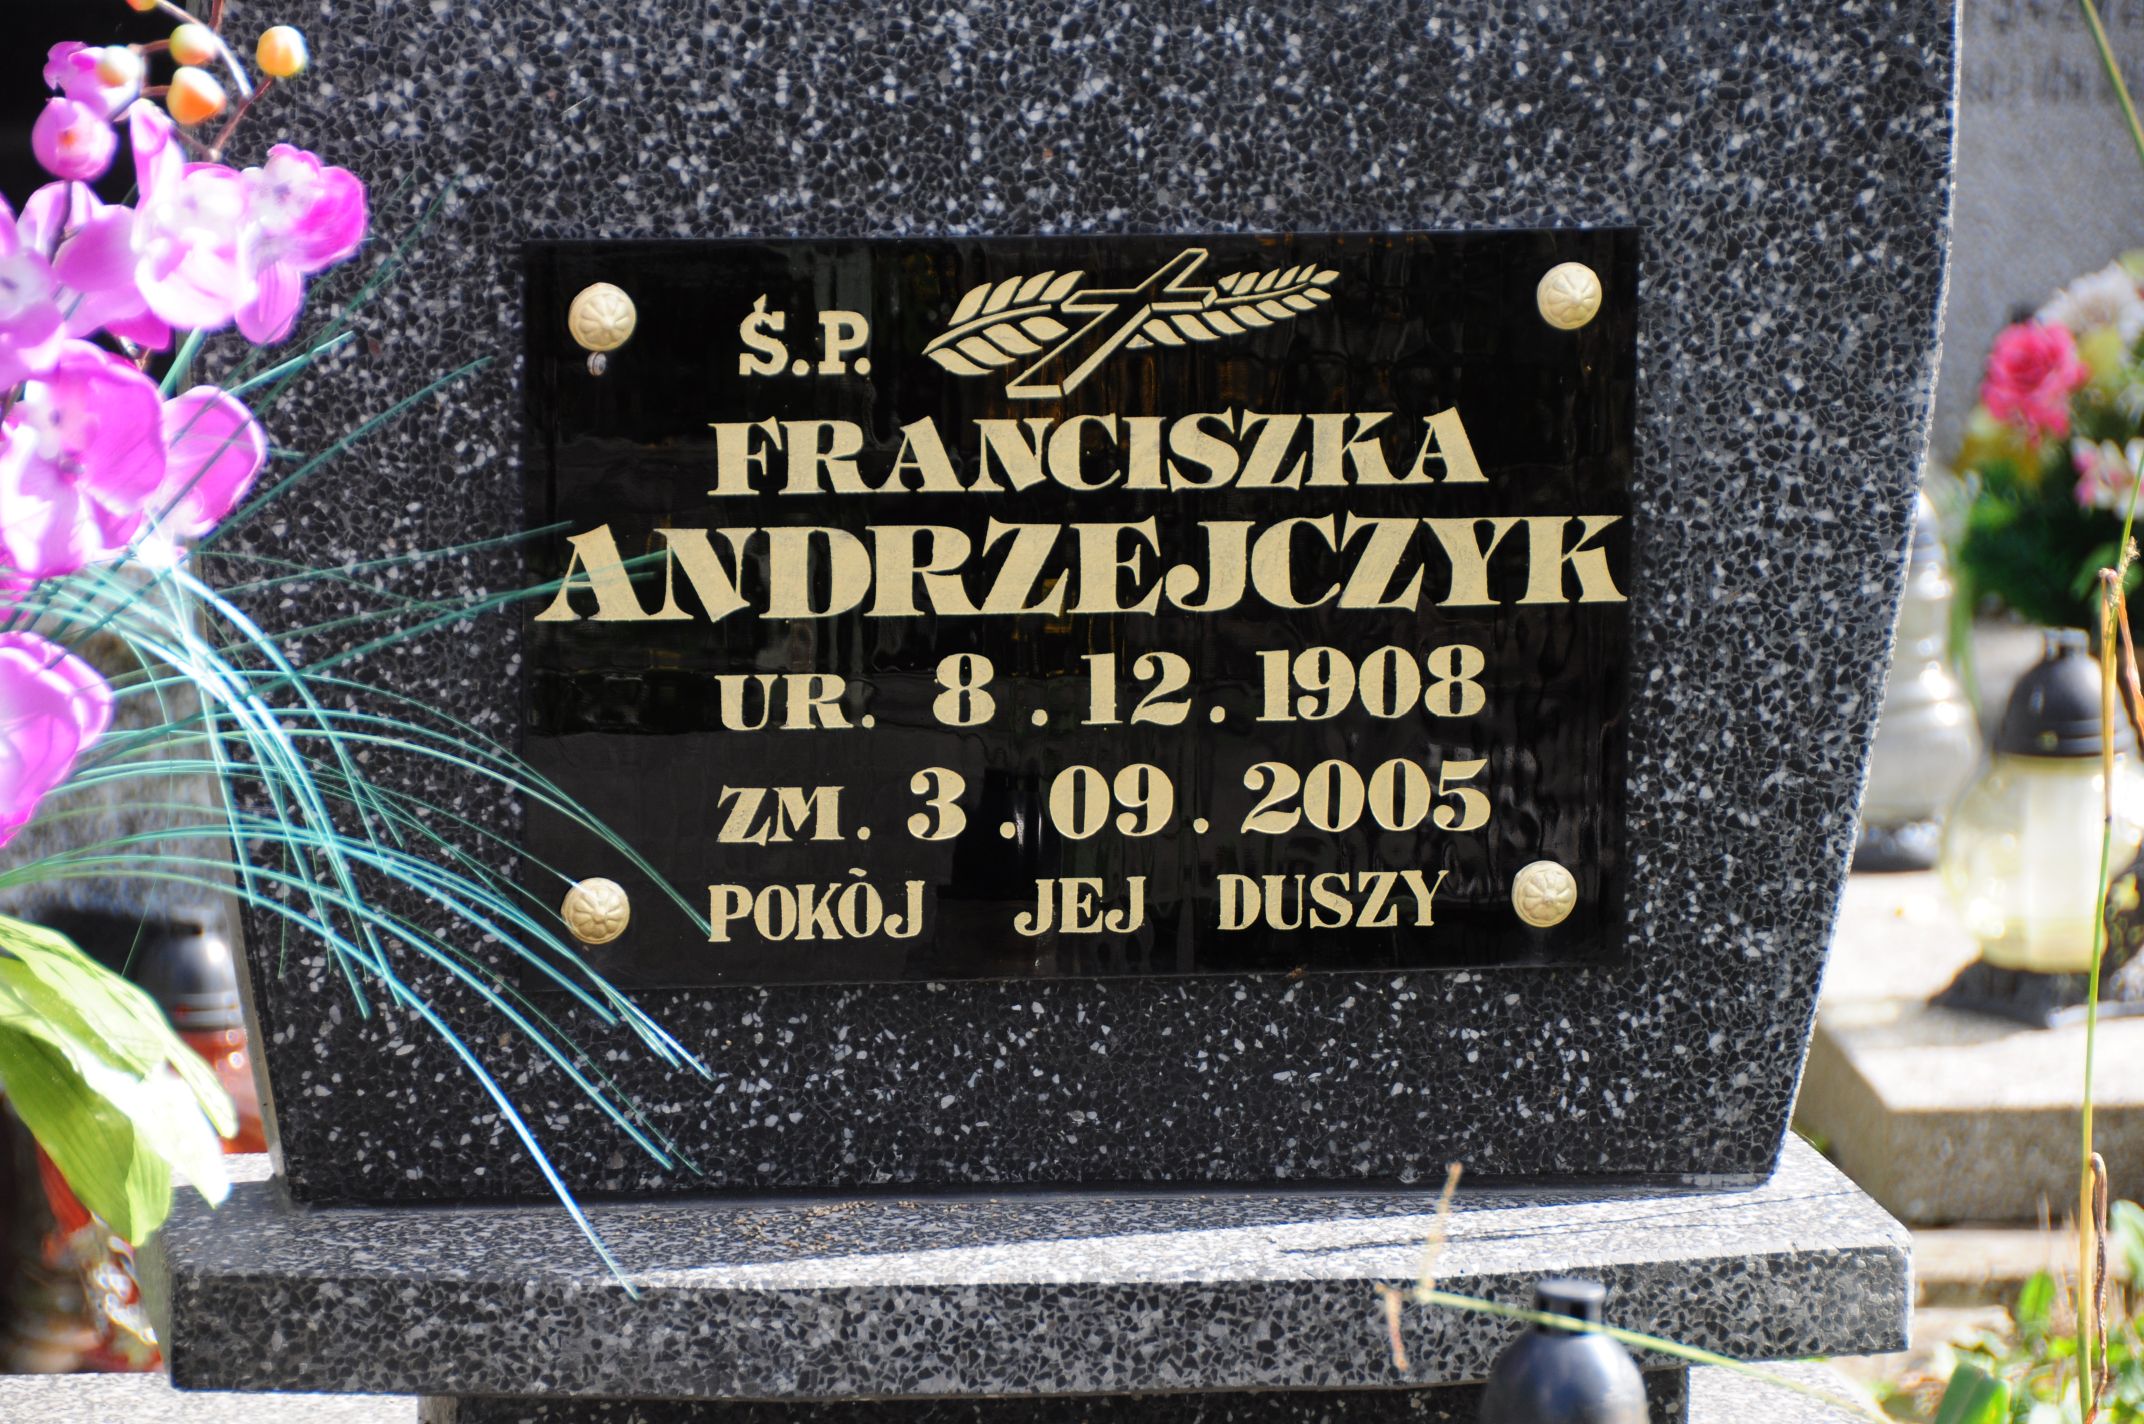 Ś.P.
FRANCISZKA
ANDRZEJCZYK
UR. 8.12.1908
ZM. 3.09.2005
POKÒJ JEJ DUSZY